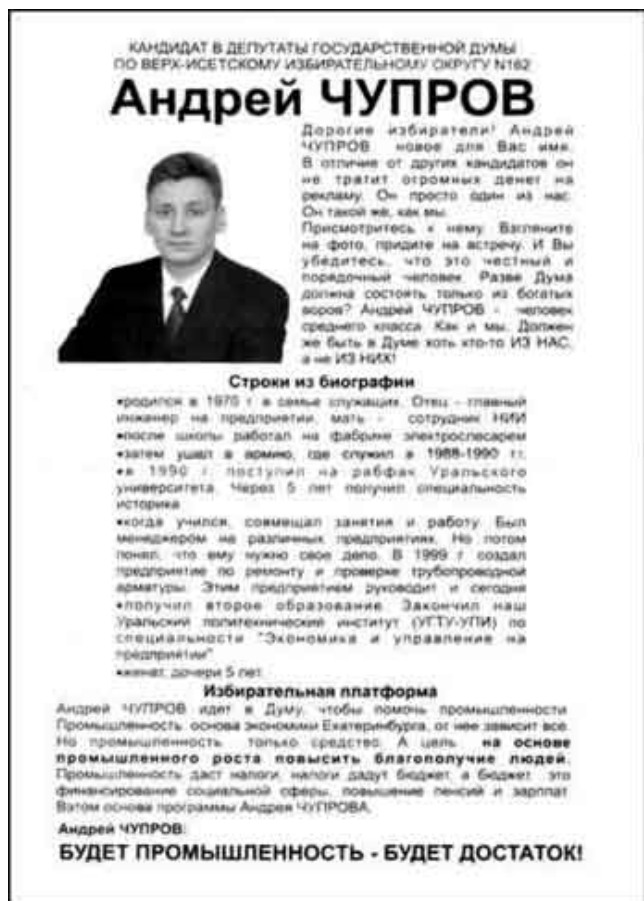 КАНДИДАТ В ДЕПУТАТЫ ГОСУДАРСТВЕННОЙ ДУМЫ
ПО ВЕРХ-ИСЕТСКОМУ ИЗБИРАТЕЛЬНОМУ ОКРУГУ N162
Андрей ЧУПРОВ
Дорогие избиратели! Андрей
ЧУПРОВ новое для Вас имя.
В отличие от других кандидатов он
не тратит огромных денег на
рекламу. Он просто один из нас.
Он такой же, как мы.
Присмотритесь к нему. Взгляните
на фото, придите на встречу. И Вы
убедитесь, что это честный и
порядочный человек. Разве Дума
должна состоять только из богатых
воров? Андрей ЧУПРОВ - человек
среднего класса. Как и мы. Должен
же быть в Думе хоть кто-то ИЗ НАС,
а не ИЗ НИХ!
Строки из биографии
•родился в 1970 г. в семье служащих. Отец - главный
инженер на предприятии, мать - сотрудник НИИ
•после школы работал на фабрике электрослесарем
•затем ушел в армию, где служил в 1988-1990 гг.
•в 1990 г. поступил на рабфак Уральского
университета. Через 5 лет получил специальность
историка
•когда учился, совмещал занятия и работу. Был
менеджером на различных предприятиях. Но потом
понял, что ему нужно свое дело. В 1999 г. создал
предприятие по ремонту и проверке трубопроводной
арматуры. Этим предприятием руководит и сегодня
•получил второе образование. Закончил наш
Уральский политехнические институт (УГТУ-УПИ) по
специальности "Экономика и управление на
предприятии"
•женат, дочери 5 лет.
Избирательная платформа
Андрей ЧУПРОВ идет в Думу, чтобы помочь промышленности.
Промышленность основа экономики Екатеринбурга, от нее зависит все.
Но промышленность только средство. А цель на основе
промышленного роста повысить благополучие людей.
Промышленность даст налоги, налоги дадут бюджет, а бюджет это
финансирование социальной сферы, повышение пенсий и зарплат.
Вэтом основа программы Андрея ЧУПРОВА.
Андрей ЧУПРОВ:
БУДЕТ ПРОМЫШЛЕННОСТЬ - БУДЕТ ДОСТАТОК!